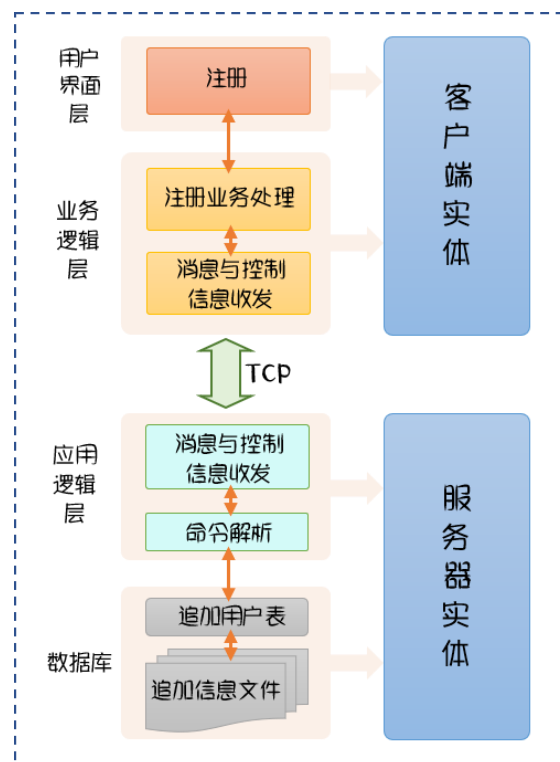 用户
界面
层
注册
客户端实体
业务
逻辑
层
注册业务处理
消息与控制
信息收发
TCP
应用
逻辑
层
消息与控制
信息收发
命令解析
服务器实体
数据库
追加用户表
追加信息文件